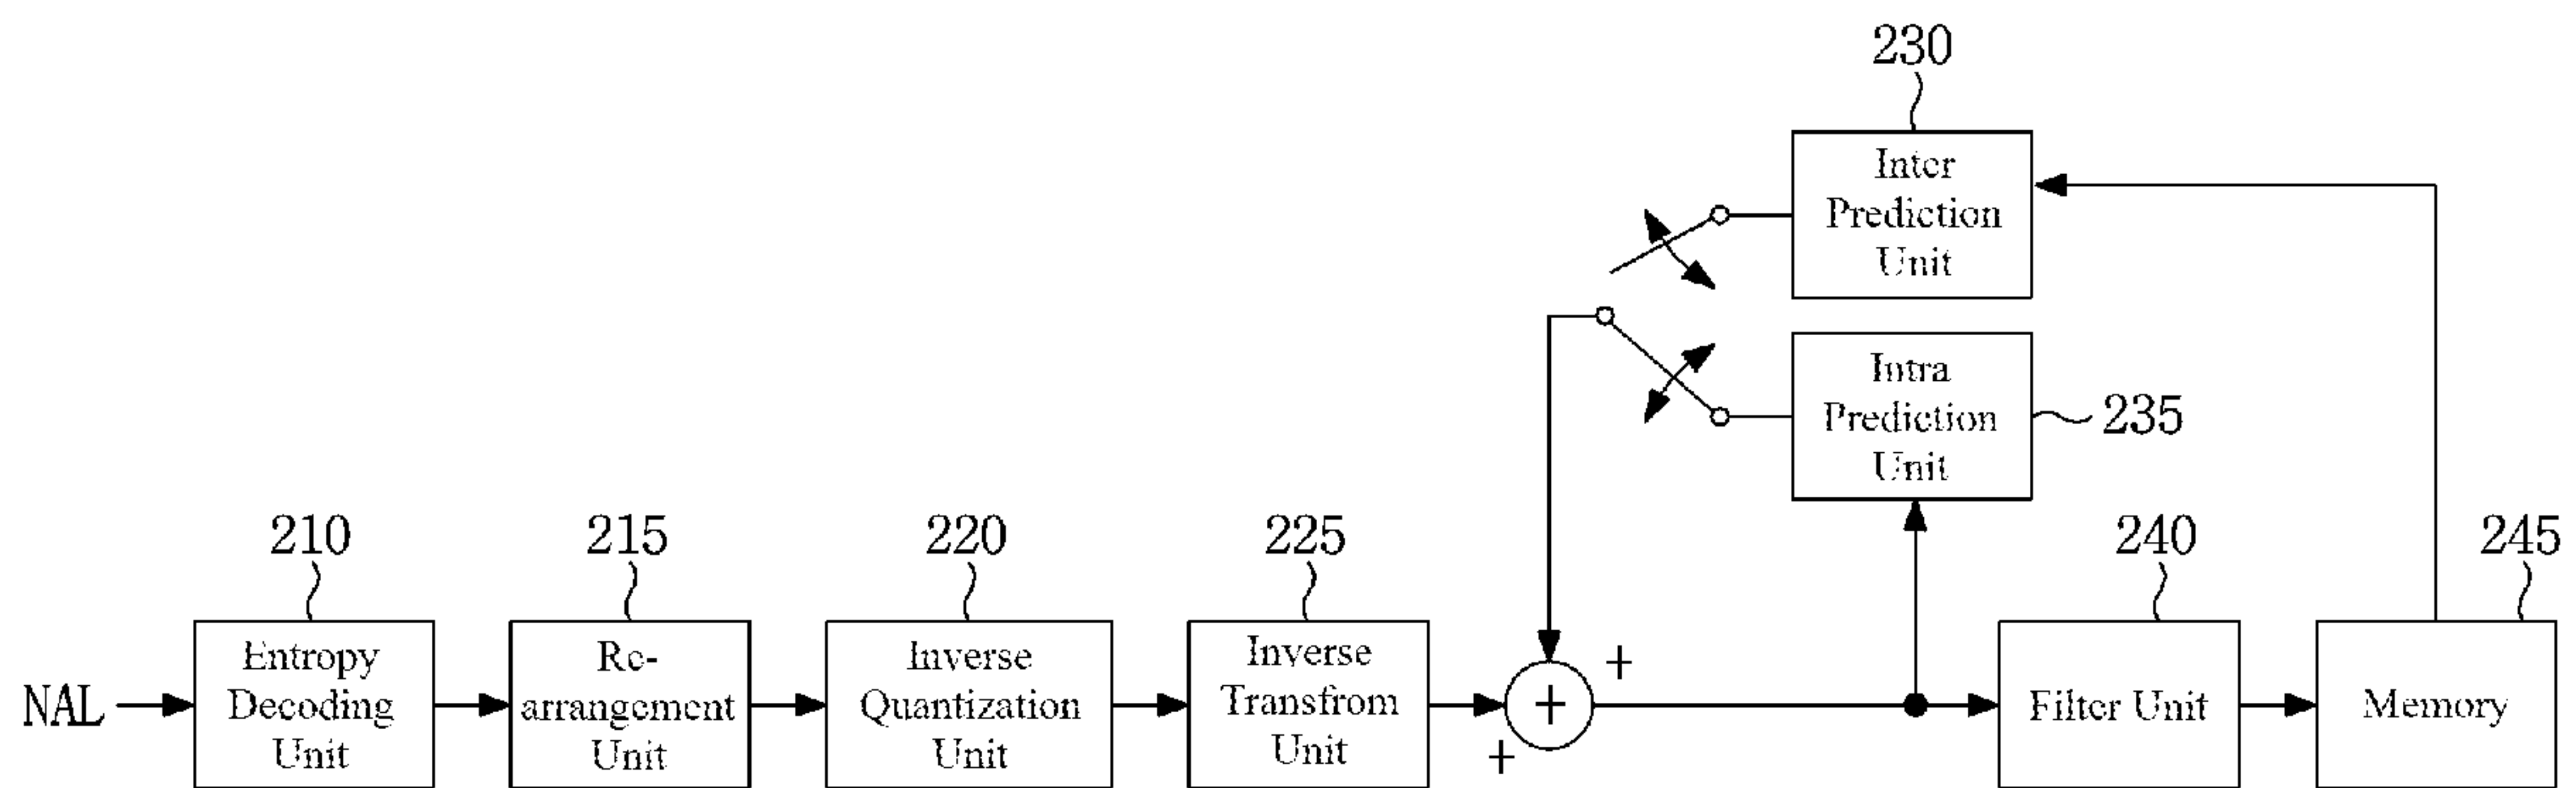 230
Inter
Prediction
Unit
Intra
Prediction
Unit
235
210
215
220
225
240
245
NAL
Entropy
Decoding
Unit
Re-
arrangement
Unit
Inverse
Quantization
Unit
Inverse
Transfrom
Unit
+
+
+
Filter Unit
Memory